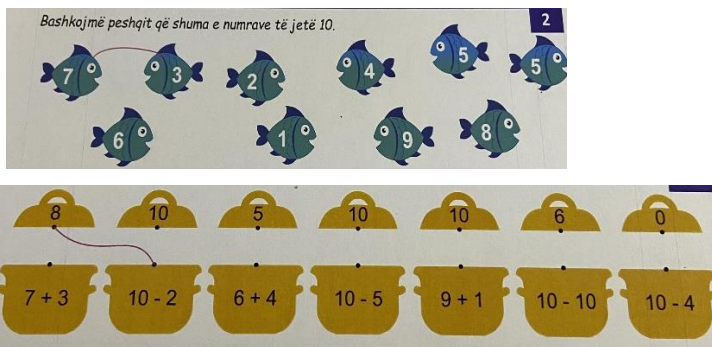 Bashkojmë peshqit që shuma e numrave të jetë 10.
2
7 3 2 4 5 5
6 1 9 8
8 10 5 10 10 6 0
7 + 3 10 - 2 6 + 4 10 - 5 9 + 1 10 - 10 10 - 4